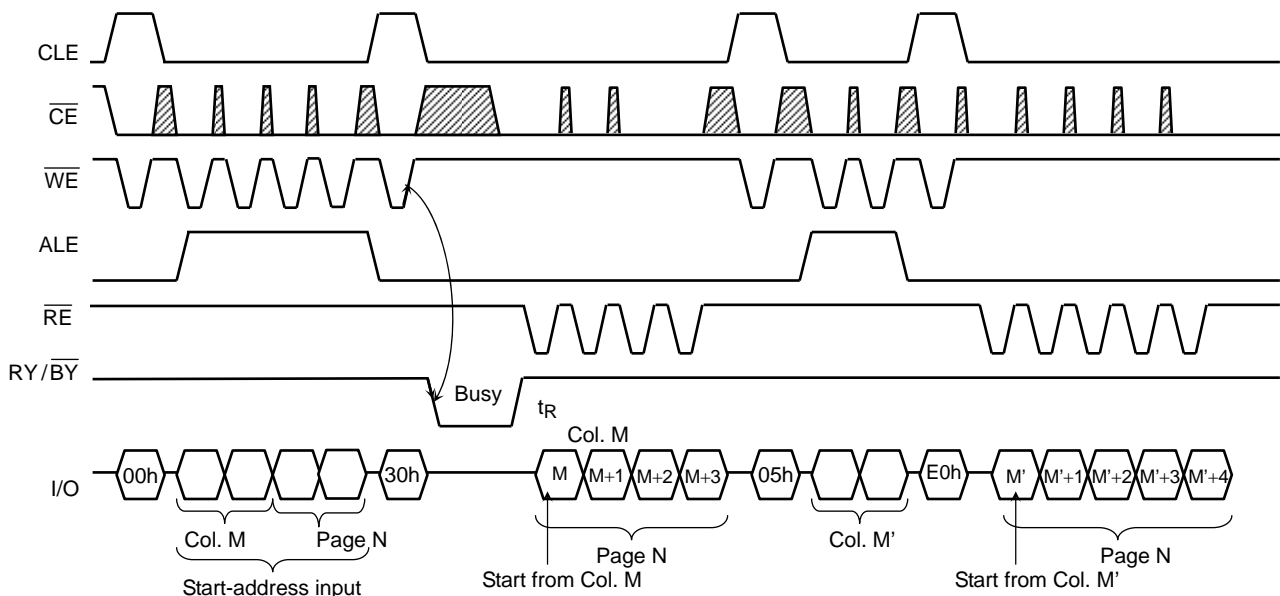 CLE
CE
WE
ALE
RE
RY/BY
Busy
tR
Col. M
I/O
00h
30h
M
M+1
M+2
M+3
05h
E0h
M'
M'+1
M'+2
M'+3
M'+4
Col. M
Page N
Page N
Col. M'
Page N
Start-address input
Start from Col. M
Start from Col. M'